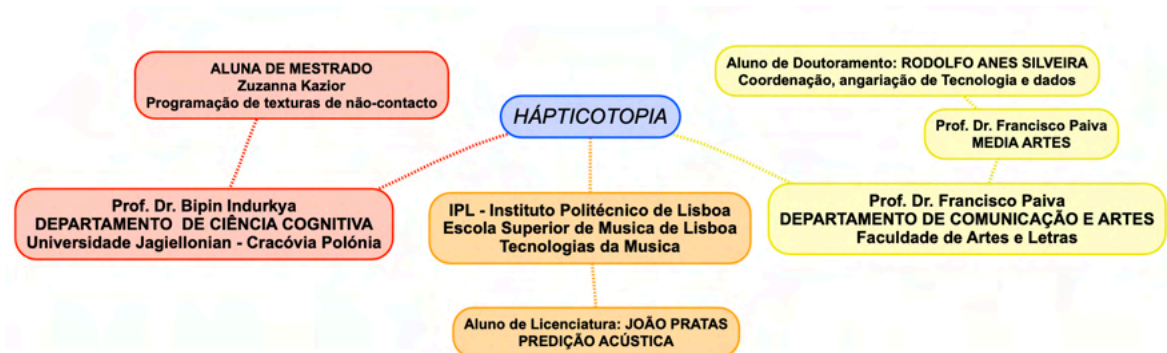 ALUNA DE MESTRADO
Zuzanna Kazior
Programação de texturas de não-contacto
Aluno de Doutoramento: RODOLFO ANES SILVEIRA
Coordenação, angariação de Tecnologia e dados
HÁPTICOTOPIA
Prof. Dr. Francisco Paiva
MEDIA ARTES
Prof. Dr. Bipin Indurkya
DEPARTAMENTO DE CIÊNCIA COGNITIVA
Universidade Jagiellonian - Cracóvia Polónia
IPL - Instituto Politécnico de Lisboa
Escola Superior de Musica de Lisboa
Tecnologias da Musica
Prof. Dr. Francisco Paiva
DEPARTAMENTO DE COMUNICAÇÃO E ARTES
Faculdade de Artes e Letras
Aluno de Licenciatura: JOÃO PRATAS
PREDIÇÃO ACÚSTICA